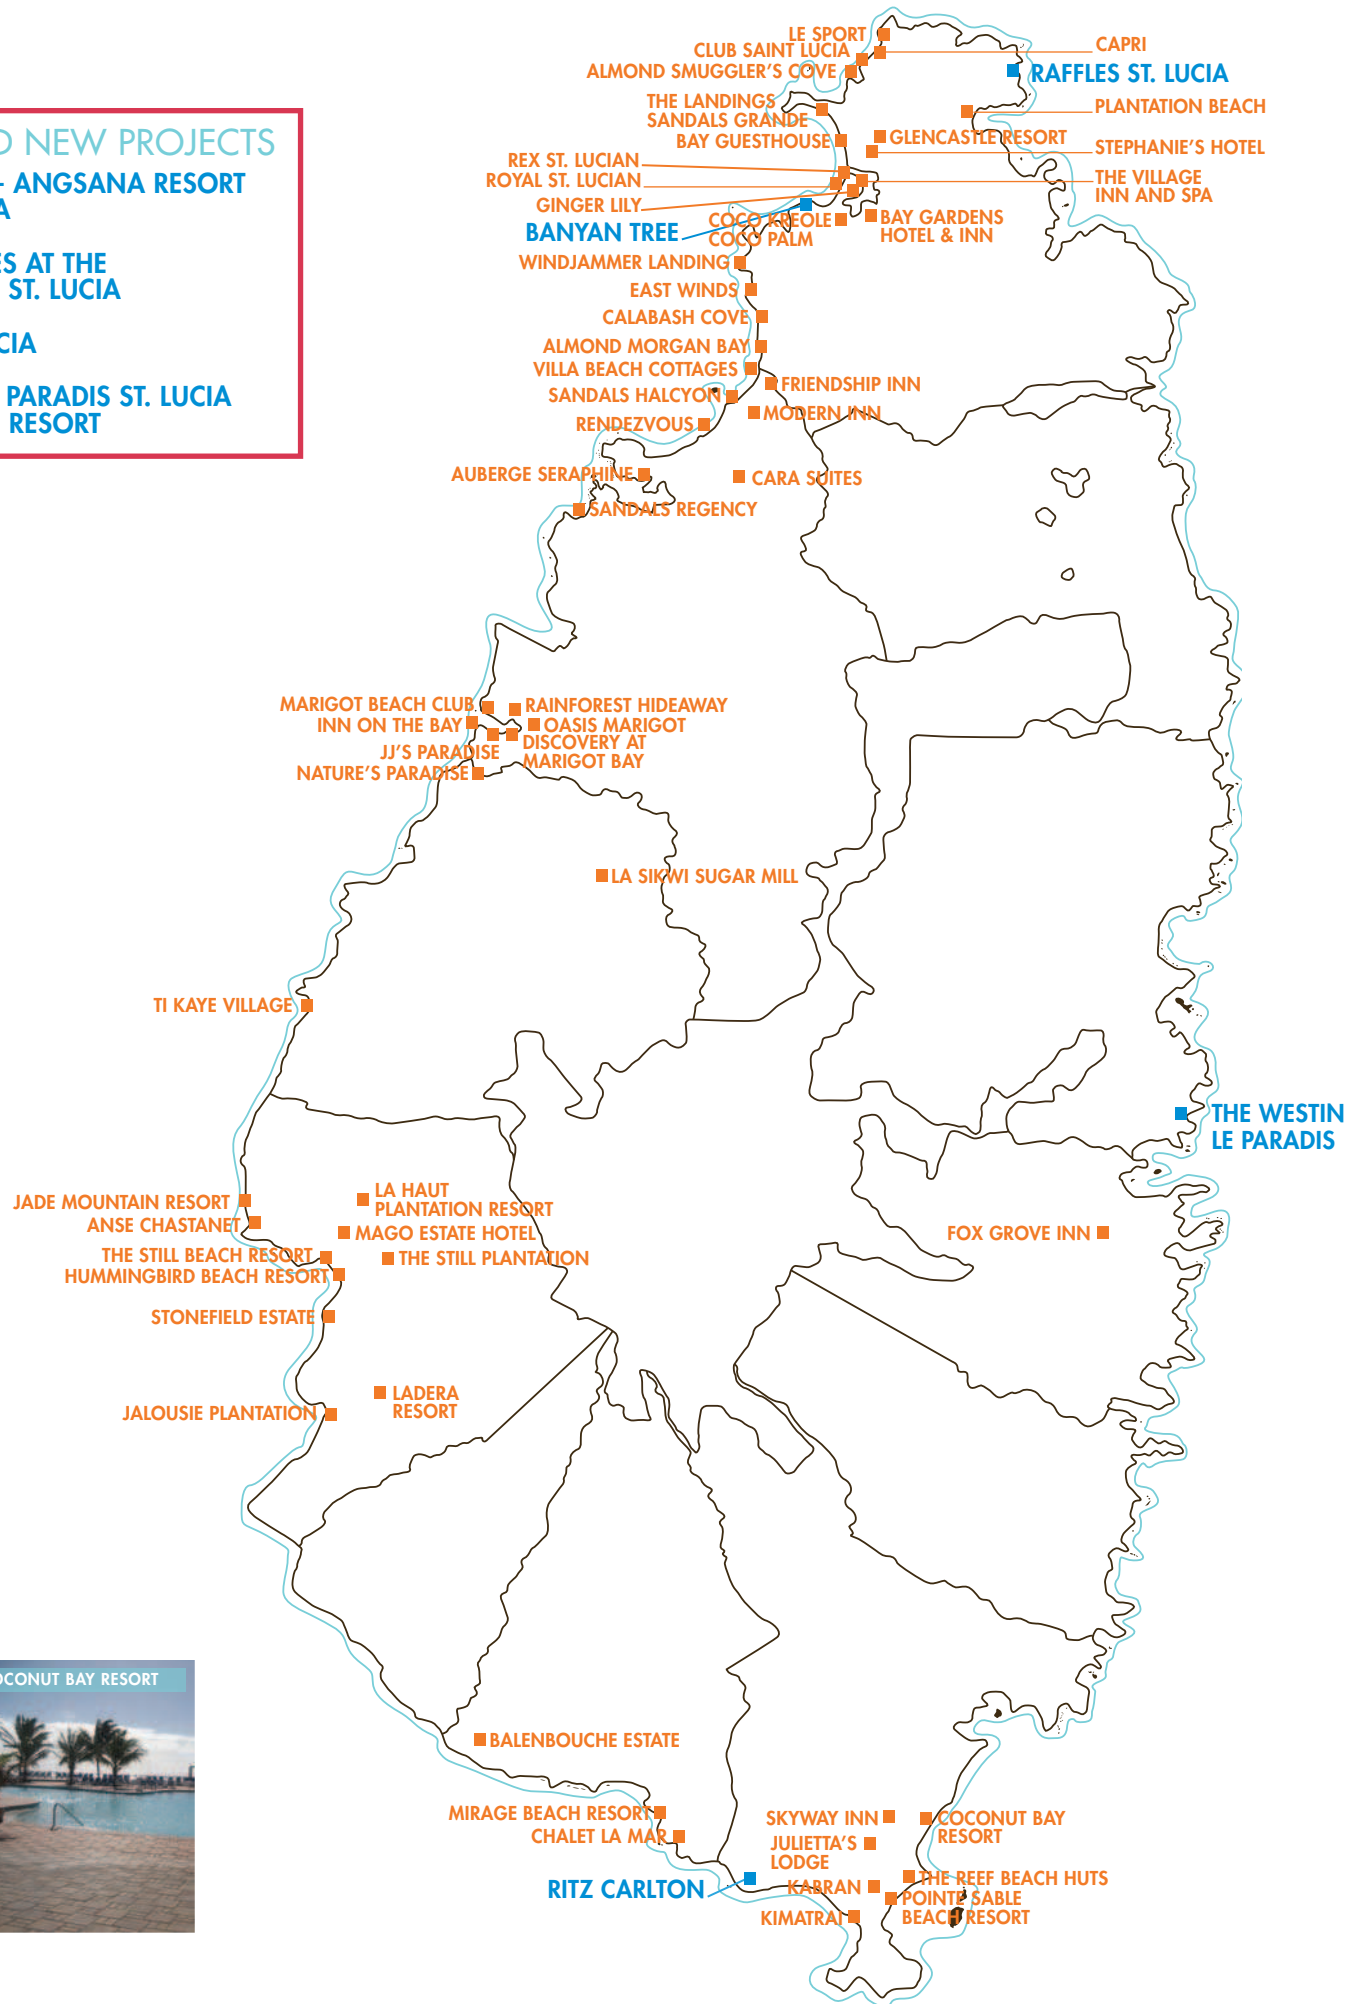 NEW PROJECTS
- ANGSANA RESORT
AT THE
ST. LUCIA
PARADIS ST. LUCIA
RESORT
LE SPORT
CLUB SAINT LUCIA
CAPRI
ALMOND SMUGGLER'S COVE
RAFFLES ST. LUCIA
THE LANDINGS
SANDALS GRANDE
PLANTATION BEACH
BAY GUESTHOUSE
GLENCASTLE RESORT
STEPHANIE'S HOTEL
REX ST. LUCIAN
ROYAL ST. LUCIAN
THE VILLAGE
INN AND SPA
GINGER LILY
BANYAN TREE
COCO KREOLE
COCO PALM
BAY GARDENS
HOTEL & INN
WINDJAMMER LANDING
EAST WINDS
CALABASH COVE
ALMOND MORGAN BAY
VILLA BEACH COTTAGES
FRIENDSHIP INN
SANDALS HALCYON
MODERN INN
RENDEZVOUS
AUBERGE SERAPHINE
CARA SUITES
SANDALS REGENCY
MARIGOT BEACH CLUB
RAINFOREST HIDEAWAY
INN ON THE BAY
OASIS MARIGOT
JJ'S PARADISE
DISCOVERY AT
MARIGOT BAY
NATURE'S PARADISE
LA SIKWI SUGAR MILL
TI KAYE VILLAGE
THE WESTIN
LE PARADIS
JADE MOUNTAIN RESORT
LA HAUT
PLANTATION RESORT
ANSE CHASTANET
MAGO ESTATE HOTEL
FOX GROVE INN
THE STILL BEACH RESORT
THE STILL PLANTATION
HUMMINGBIRD BEACH RESORT
STONEFIELD ESTATE
LADERA
RESORT
JALOUSIE PLANTATION
OCONUT BAY RESORT
BALENBOUCHE ESTATE
MIRAGE BEACH RESORT
CHALET LA MAR
SKYWAY INN
COCONUT BAY
RESORT
JULIETTA'S
LODGE
RITZ CARLTON
KABRAN
THE REEF BEACH HUTS
POINTE SABLE
BEACH RESORT
KIMATRAI